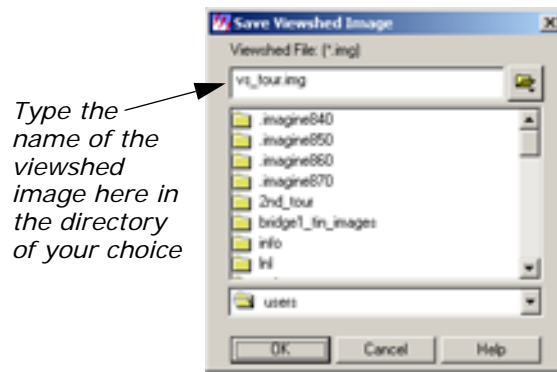 Save Viewshed Image
Viewshed File: (*.img)
vs_tour.img
Type the
name of the
viewshed
image here in
the directory
of your choice
.imagine840
.imagine850
.imagine860
.imagine870
2nd_tour
bridge1_tin_images
info
lnl
users
OK Cancel Help